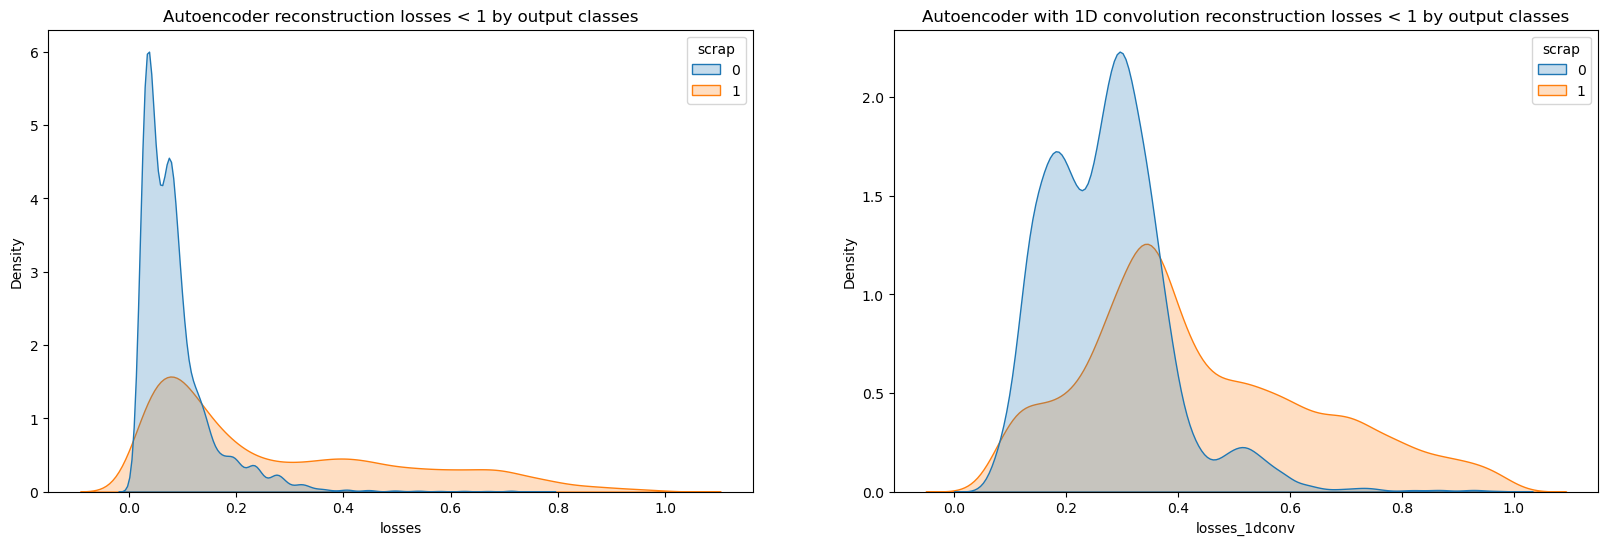 Autoencoder reconstruction losses < 1 by output classes
6
5
4
3
2
1
0
Density
0.0 0.2 0.4 0.6 0.8 1.0
losses
scrap
0
1
Autoencoder with 1D convolution reconstruction losses < 1 by output classes
2.0
1.5
1.0
0.5
0.0
Density
0.0 0.2 0.4 0.6 0.8 1.0
losses_1dconv
scrap
0
1